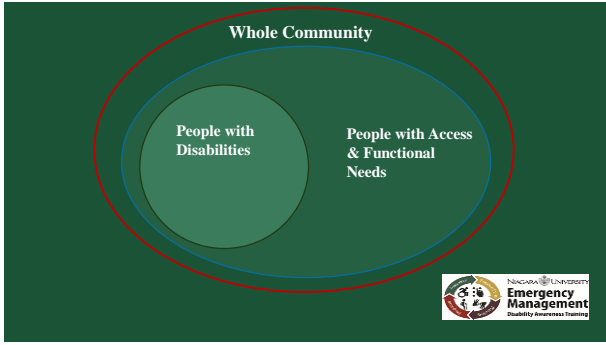 Whole Community
People with
Disabilities
People with Access
& Functional
Needs
NIAGARA UNIVERSITY
Emergency
Management
Disability Awareness Training